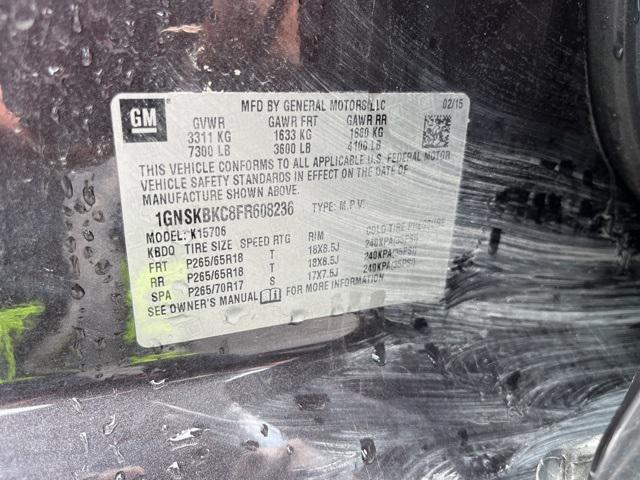 GM
MFD BY GENERAL MOTORS LLC 02/15
GVWR GAWR FRT GAWR RR
3311 KG 1633 KG 1860 KG
7300 LB 3600 LB 4100 LB
THIS VEHICLE CONFORMS TO ALL APPLICABLE U.S. FEDERAL MOTOR
VEHICLE SAFETY STANDARDS IN EFFECT ON THE DATE OF
MANUFACTURE SHOWN ABOVE.
1GNSKBKC8FR608236 TYPE: M.P.V.
MODEL: K15706
KBDQ TIRE SIZE SPEED RTG RIM COLD TIRE PRESSURE
FRT P265/65R18 T 18X8.5J 240KPA(35PSI)
RR P265/65R18 T 18X8.5J 240KPA(35PSI)
SPA P265/70R17 S 17X7.5J 240KPA(35PSI)
SEE OWNER'S MANUAL FOR MORE INFORMATION